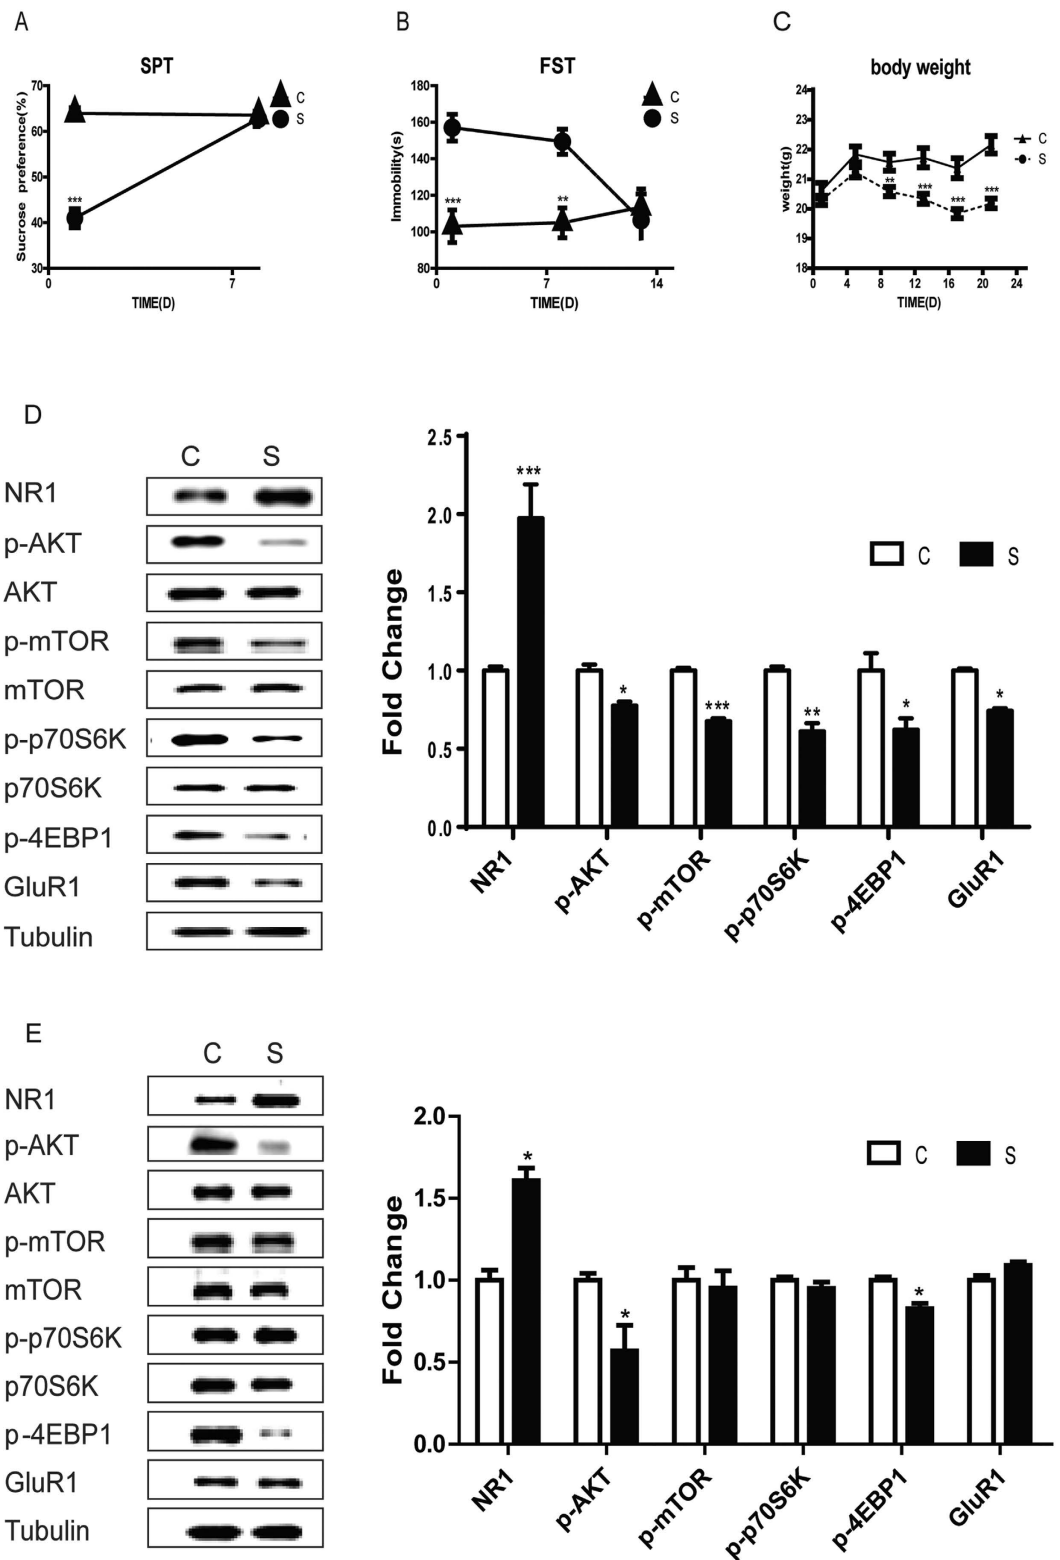 A
SPT
Sucrose preference(%)
70
60
50
40
30
***
0
7
TIME(D)
C
S
B
FST
Immobility(s)
180
160
140
120
100
80
***
**
0
7
14
TIME(D)
C
S
C
body weight
weight(g)
24
23
22
21
20
19
18
**
***
***
***
0
4
8
12
16
20
24
TIME(D)
C
S
D
C S
NR1
p-AKT
AKT
p-mTOR
mTOR
p-p70S6K
p70S6K
p-4EBP1
GluR1
Tubulin
Fold Change
2.5
2.0
1.5
1.0
0.5
0.0
***
*
***
**
*
*
C S
NR1
p-AKT
p-mTOR
p-p70S6K
p-4EBP1
GluR1
E
C S
NR1
p-AKT
AKT
p-mTOR
mTOR
p-p70S6K
p70S6K
p-4EBP1
GluR1
Tubulin
Fold Change
2.0
1.5
1.0
0.5
0.0
*
*
*
C S
NR1
p-AKT
p-mTOR
p-p70S6K
p-4EBP1
GluR1